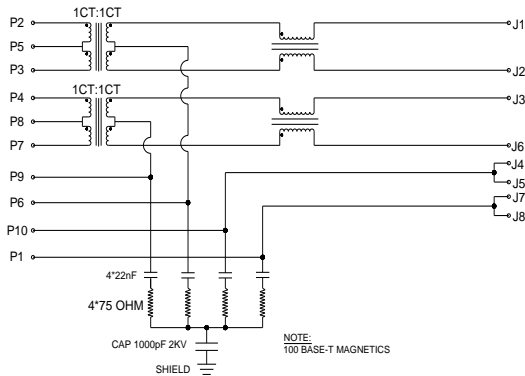 1CT:1CT
P2
J1
P5
P3
J2
1CT:1CT
P4
J3
P8
P7
J6
J4
P9
J5
J7
P6
J8
P10
P1
4*22nF
4*75 OHM
CAP 1000pF 2KV
NOTE:
100 BASE-T MAGNETICS
SHIELD